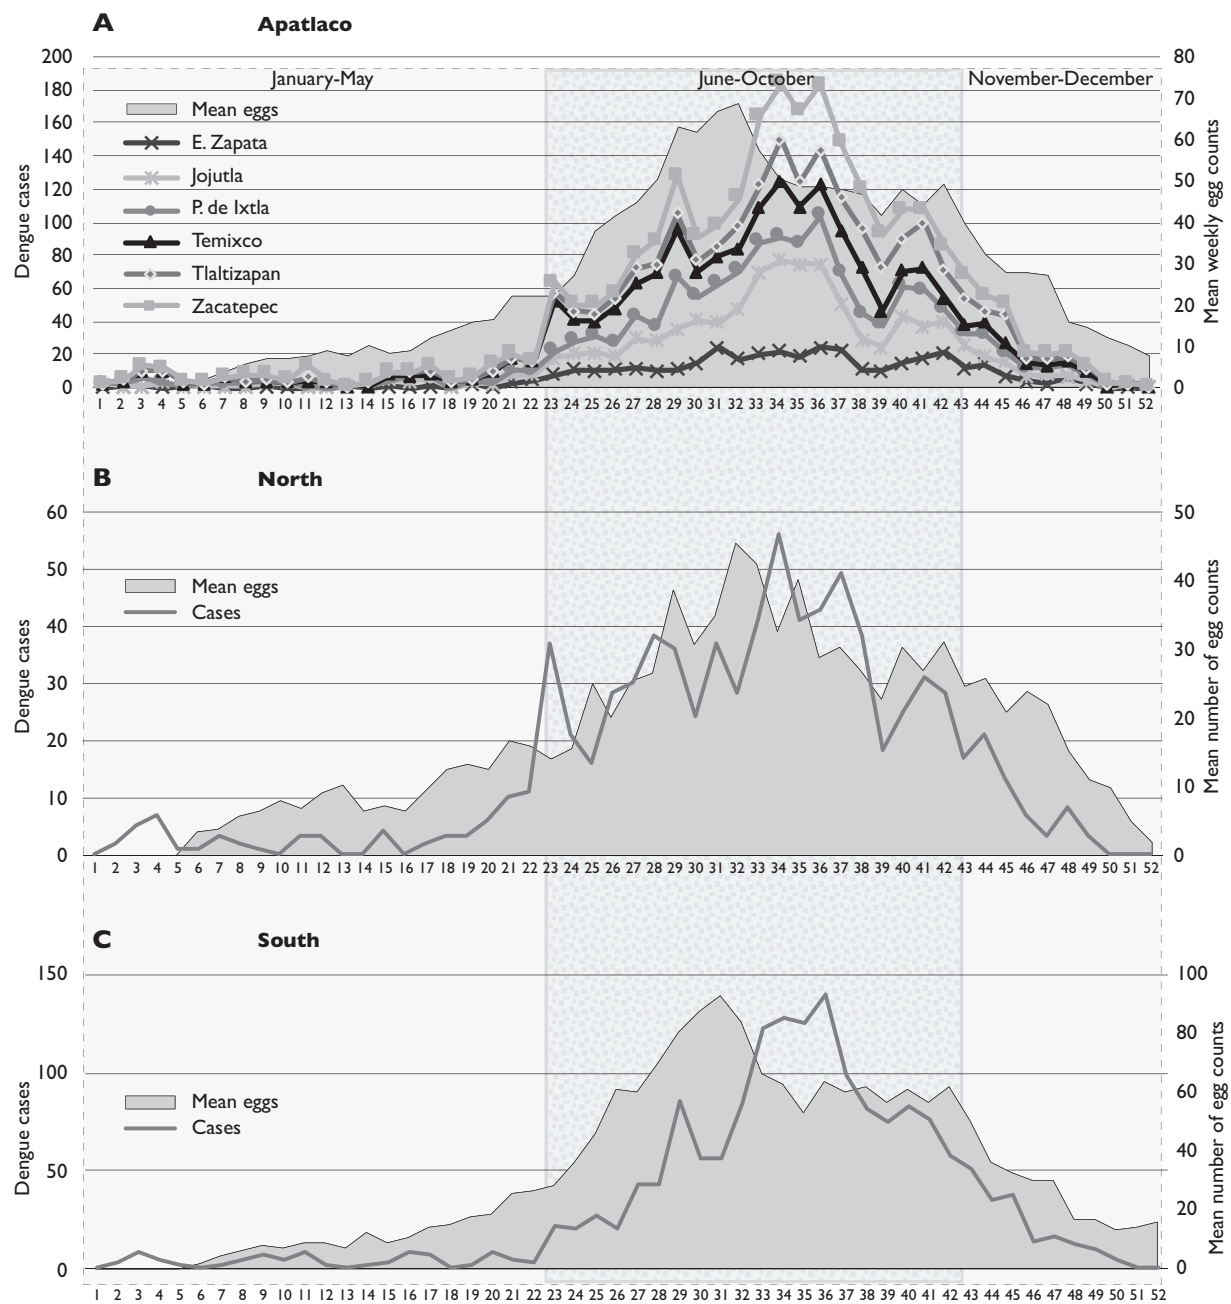 A Apatlaco
January-May June-October November-December
Dengue cases
200
180
160
140
120
100
80
60
40
20
0
Mean eggs
E. Zapata
Jojutla
P. de Ixtla
Temixco
Tlaltizapan
Zacatepec
80
70
60
50
40
30
20
10
0
Mean weekly egg counts
1 2 3 4 5 6 7 8 9 10 11 12 13 14 15 16 17 18 19 20 21 22 23 24 25 26 27 28 29 30 31 32 33 34 35 36 37 38 39 40 41 42 43 44 45 46 47 48 49 50 51 52
B North
Dengue cases
60
50
40
30
20
10
0
Mean eggs
Cases
50
40
30
20
10
0
Mean number of egg counts
1 2 3 4 5 6 7 8 9 10 11 12 13 14 15 16 17 18 19 20 21 22 23 24 25 26 27 28 29 30 31 32 33 34 35 36 37 38 39 40 41 42 43 44 45 46 47 48 49 50 51 52
C South
Dengue cases
150
100
50
0
Mean eggs
Cases
100
80
60
40
20
0
Mean number of egg counts
1 2 3 4 5 6 7 8 9 10 11 12 13 14 15 16 17 18 19 20 21 22 23 24 25 26 27 28 29 30 31 32 33 34 35 36 37 38 39 40 41 42 43 44 45 46 47 48 49 50 51 52